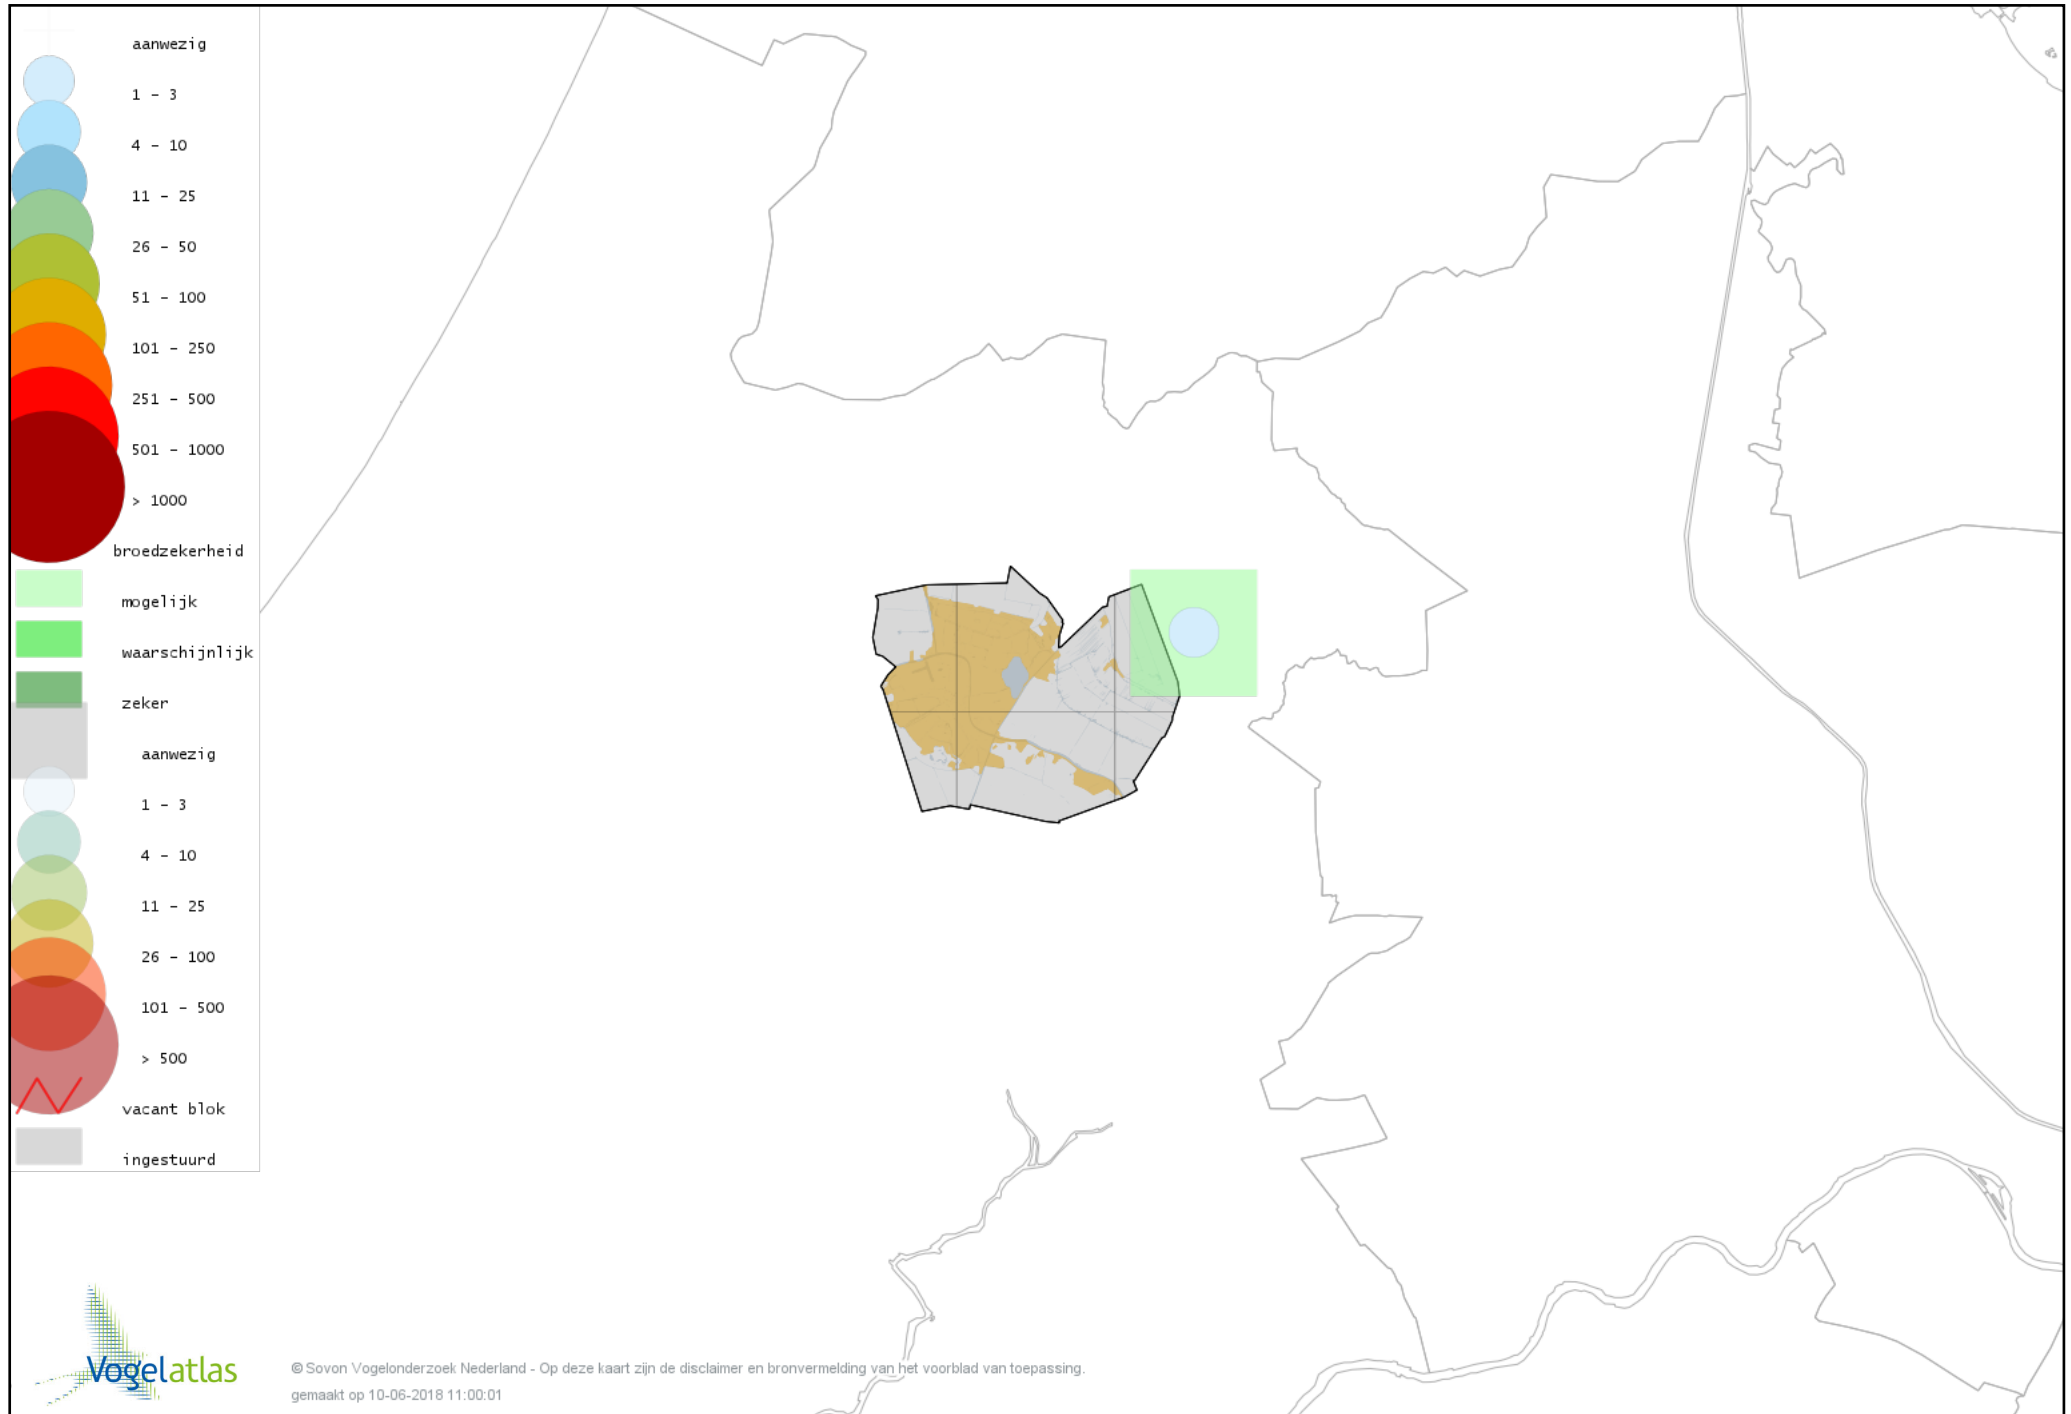 aanwezig
1 - 3
4 - 10
11 - 25
26 - 50
51 - 100
101 - 250
251 - 500
501 - 1000
> 1000
broedzekerheid
mogelijk
waarschijnlijk
zeker
aanwezig
1 - 3
4 - 10
11 - 25
26 - 100
101 - 500
> 500
vacant blok
ingestuurd
Vogelatlas
© Sovon Vogelonderzoek Nederland - Op deze kaart zijn de disclaimer en bronvermelding van het voorblad van toepassing.
gemaakt op 10-06-2018 11:00:01